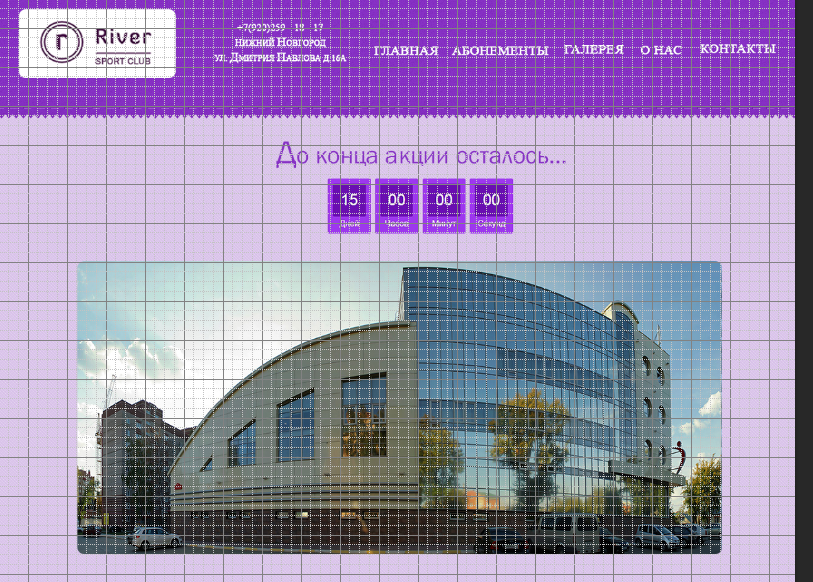 River
SPORT CLUB
+7(920)259 - 18 - 17
Нижний Новгород
ул. Дмитрия Павлова д.16А
ГЛАВНАЯ АБОНЕМЕНТЫ ГАЛЕРЕЯ О НАС КОНТАКТЫ
До конца акции осталось...
15 00 00 00
Дней Часов Минут Секунд